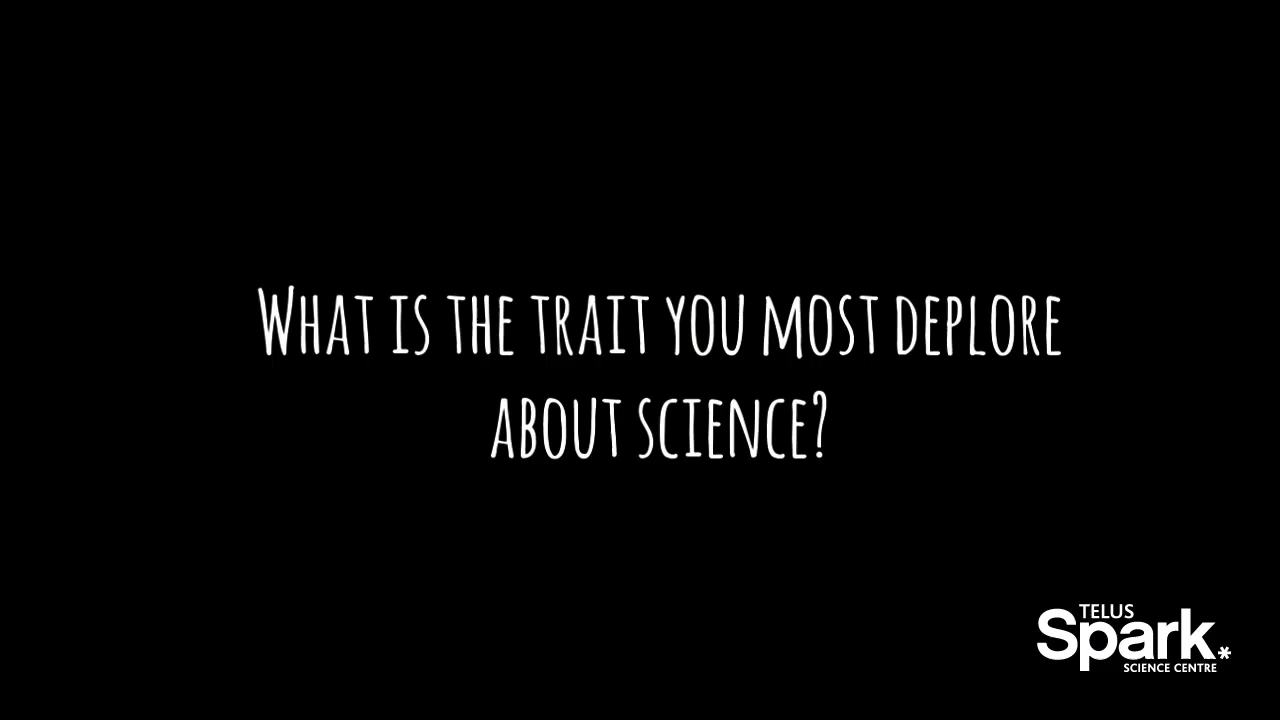 What is the trait you most deplore
about science?
TELUS
Spark.*
SCIENCE CENTRE